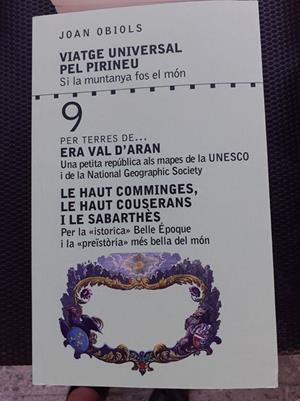 JOAN OBIOLS
VIATGE UNIVERSAL
PEL PIRINEU
Si la muntanya fos el món
9
PER TERRES DE...
ERA VAL D'ARAN
Una petita república als mapes de la UNESCO
i de la National Geographic Society
LE HAUT COMMINGES,
LE HAUT COUSERANS
I LE SABARTHÈS
Per la «istorica» Belle Époque
i la «preïstòria» més bella del món